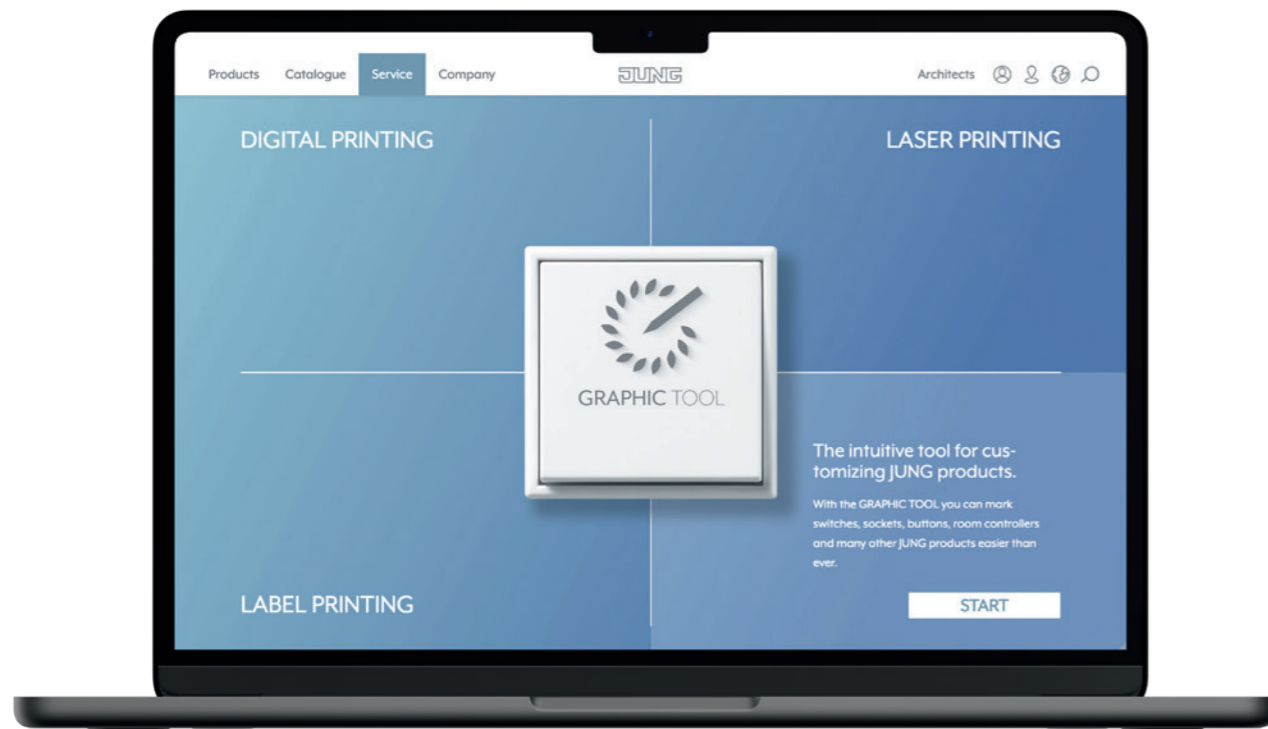 Products Catalogue Service Company JUNG Architects
DIGITAL PRINTING
LASER PRINTING
GRAPHIC TOOL
The intuitive tool for cus-
tomizing JUNG products.
With the GRAPHIC TOOL you can mark
switches, sockets, buttons, room controllers
and many other JUNG products easier than
ever.
LABEL PRINTING
START